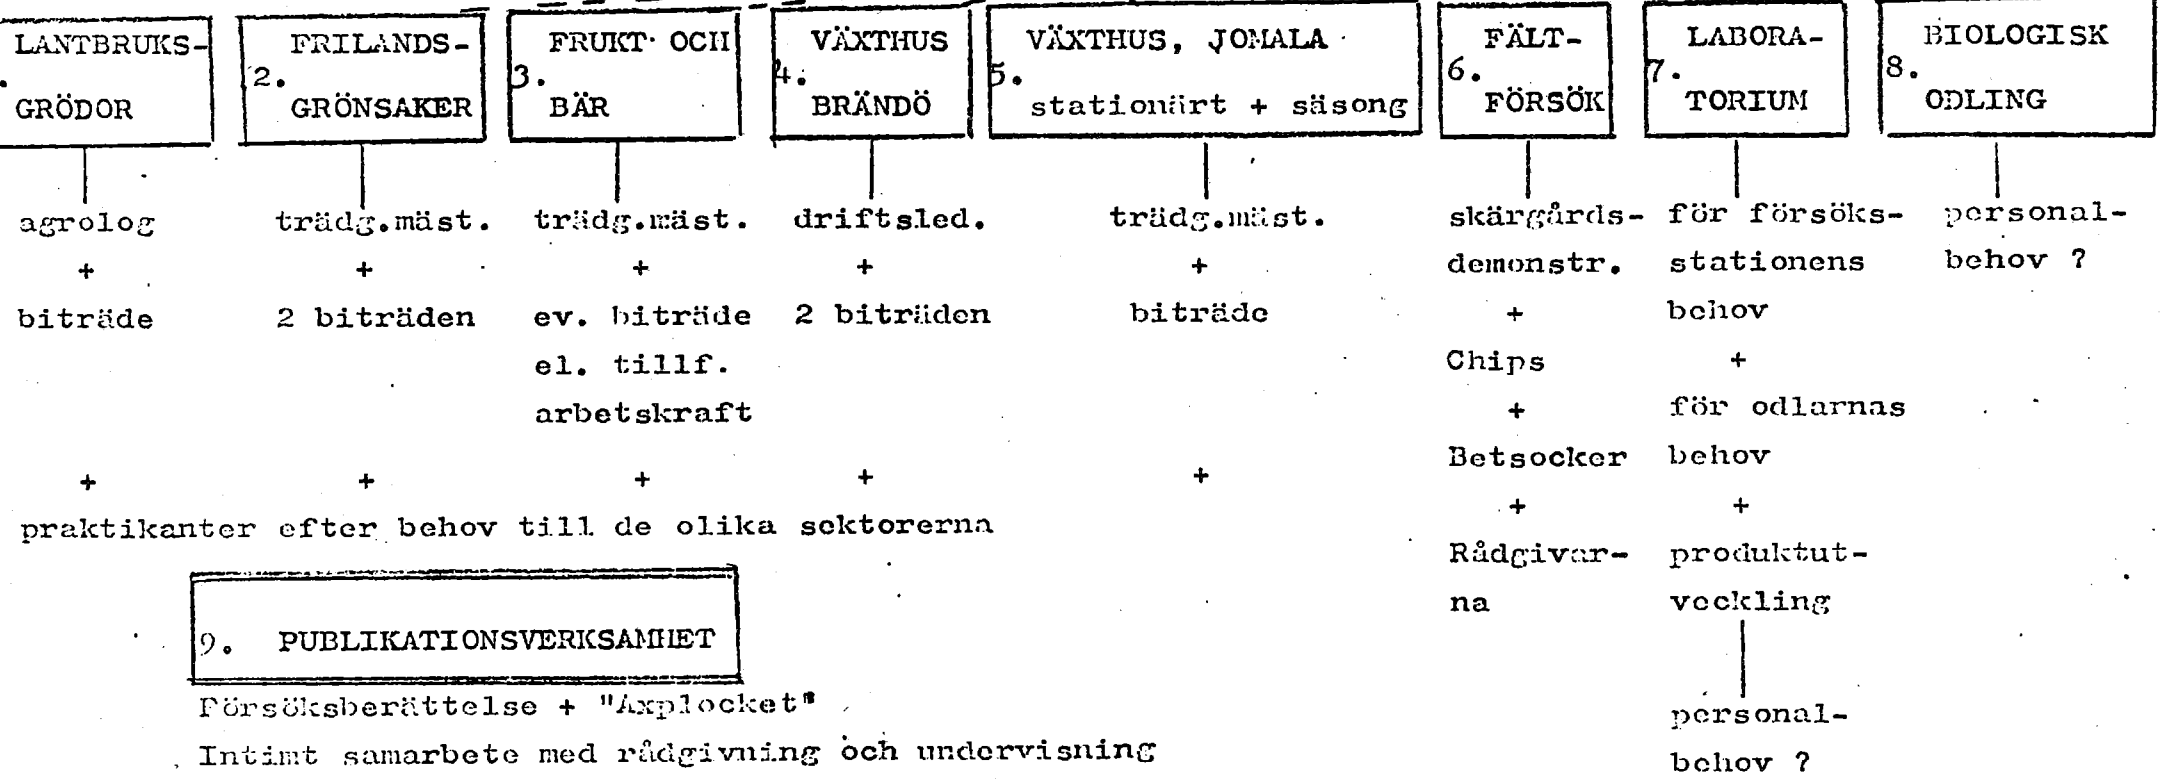 LANTBRUKS-
. GRÖDOR
agrolog
+
biträde
+
FRILANDS-
2.
GRÖNSAKER
trädg.mäst.
+
2 biträden
+
FRUKT OCH
3.
BÄR
trädg.mäst.
+
ev. biträde
el. tillf.
arbetskraft
+
VÄXTHUS
4.
BRÄNDÖ
driftsled.
+
2 biträden
+
VÄXTHUS, JOMALA
5.
stationärt + säsong
trädg.mäst.
+
biträde
+
praktikanter efter behov till de olika sektorerna
FÄLT-
6.
FÖRSÖK
skärgårds-
demonstr.
+
Chips
+
Betsocker
+
Rådgivar-
na
LABORA-
7.
TORIUM
för försöks-
stationens
behov
+
för odlarnas
behov
+
produktut-
veckling
personal-
behov ?
BIOLOGISK
8.
ODLING
personal-
behov ?
9. PUBLIKATIONSVERKSAMHET
Försöksberättelse + "Axplocket"
Intimt samarbete med rådgivning och undervisning